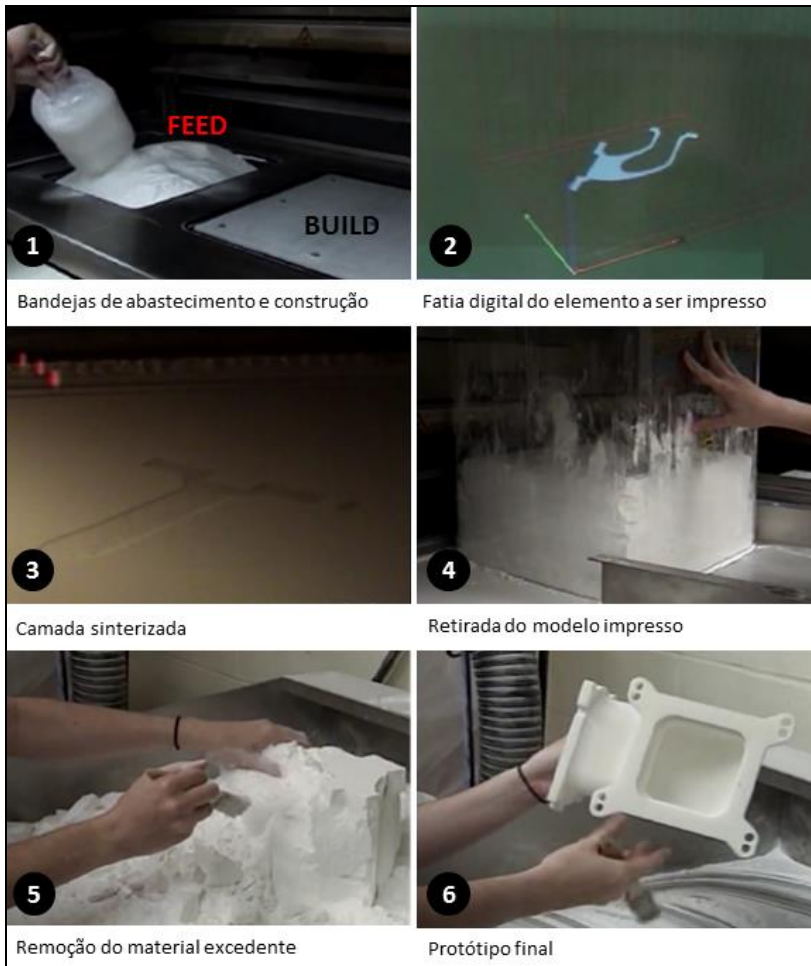 FEED
BUILD
1
2
Bandejas de abastecimento e construção
Fatia digital do elemento a ser impresso
3
4
Camada sinterizada
Retirada do modelo impresso
5
6
Remoção do material excedente
Protótipo final